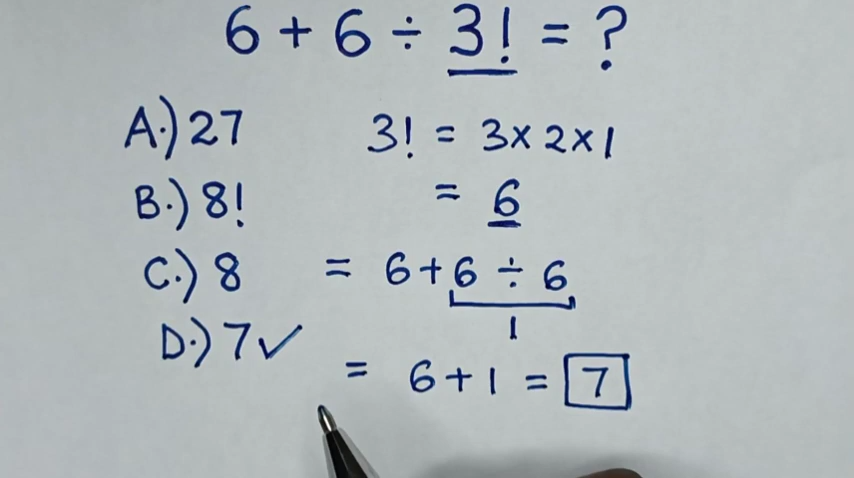 6 + 6 ÷ 3! = ?
A.) 27
3! = 3 x 2 x 1
B.) 8!
= 6
C.) 8
= 6 + 6 ÷ 6
1
D.) 7 ✓
= 6 + 1 = 7